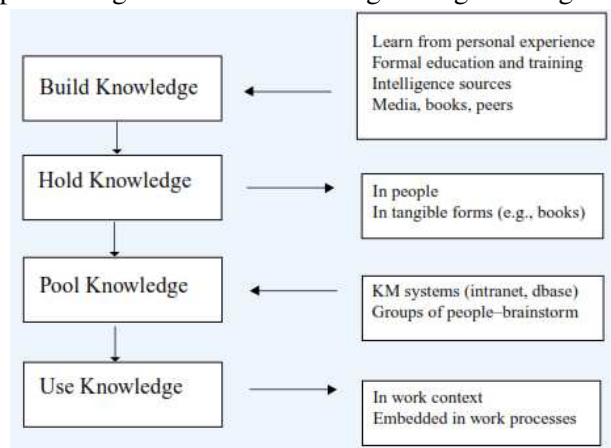 Build Knowledge
Learn from personal experience
Formal education and training
Intelligence sources
Media, books, peers
Hold Knowledge
In people
In tangible forms (e.g., books)
Pool Knowledge
KM systems (intranet, dbase)
Groups of people–brainstorm
Use Knowledge
In work context
Embedded in work processes